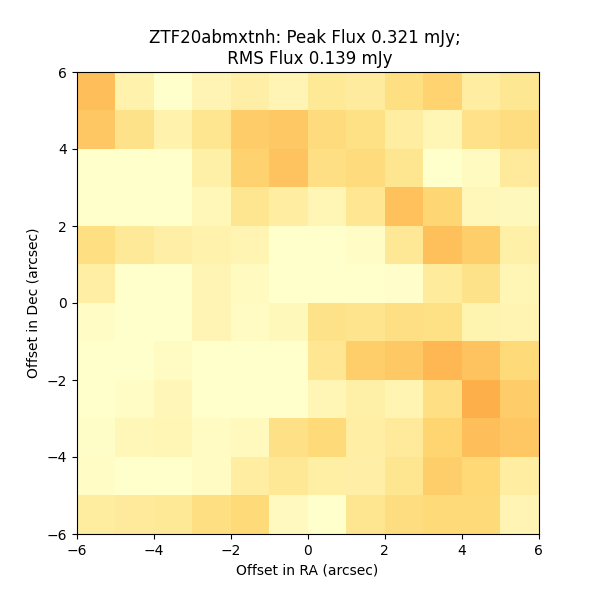 ZTF20abmxtnh: Peak Flux 0.321 mJy;
RMS Flux 0.139 mJy
6
4
2
0
−2
−4
−6
Offset in Dec (arcsec)
−6 −4 −2 0 2 4 6
Offset in RA (arcsec)